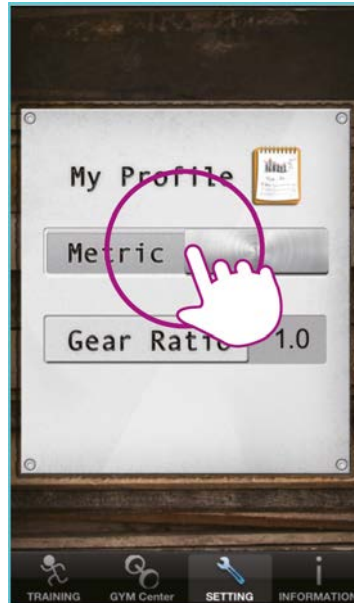 My Profile
Metric
Gear Ratio 1.0
TRAINING GYM Center SETTING INFORMATION